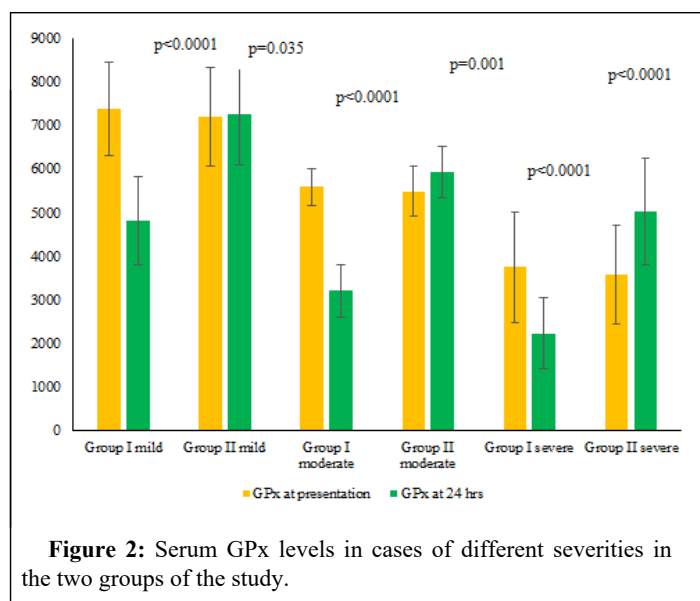 9000
8000
7000
6000
5000
4000
3000
2000
1000
0
p<0.0001
p=0.035
p<0.0001
p=0.001
p<0.0001
p<0.0001
Group I mild
Group II mild
Group I
moderate
Group II
moderate
Group I severe
Group II severe
GPx at presentation
GPx at 24 hrs
Figure 2: Serum GPx levels in cases of different severities in
the two groups of the study.